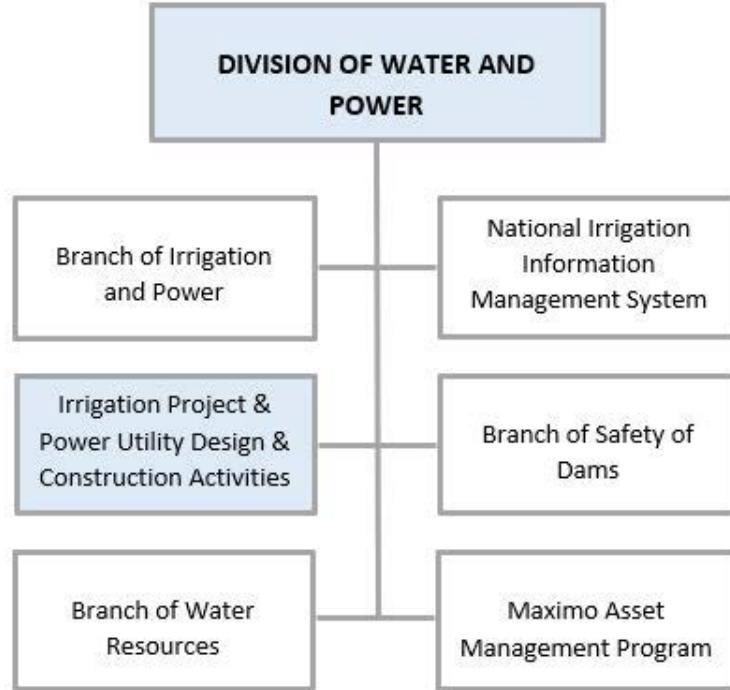 DIVISION OF WATER AND
POWER
Branch of Irrigation
and Power
National Irrigation
Information
Management System
Irrigation Project &
Power Utility Design &
Construction Activities
Branch of Safety of
Dams
Branch of Water
Resources
Maximo Asset
Management Program